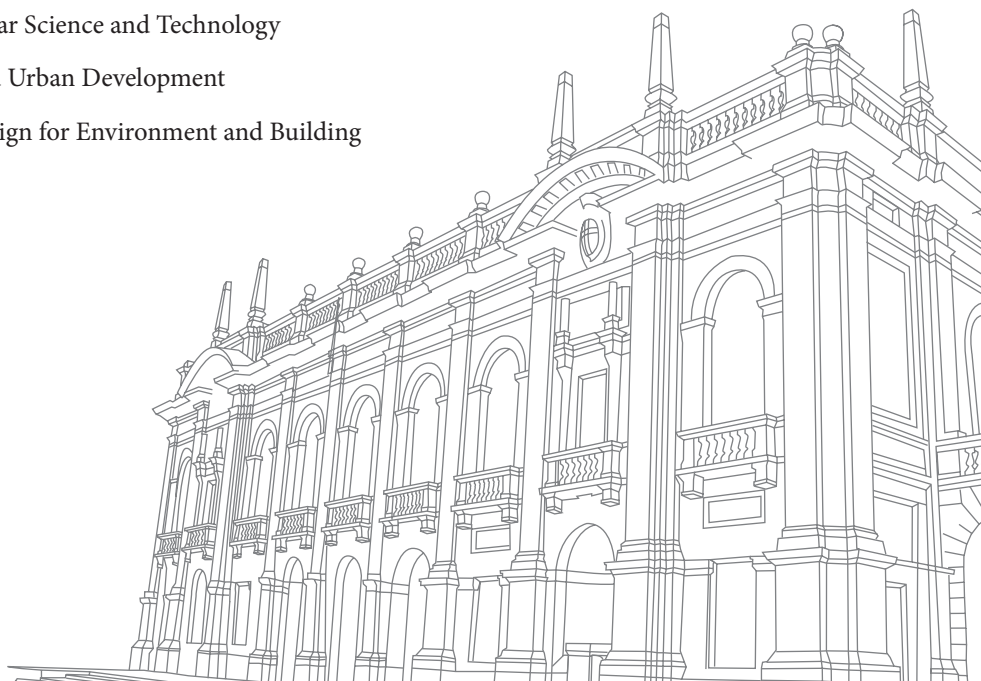 ar Science and Technology
Urban Development
ign for Environment and Building